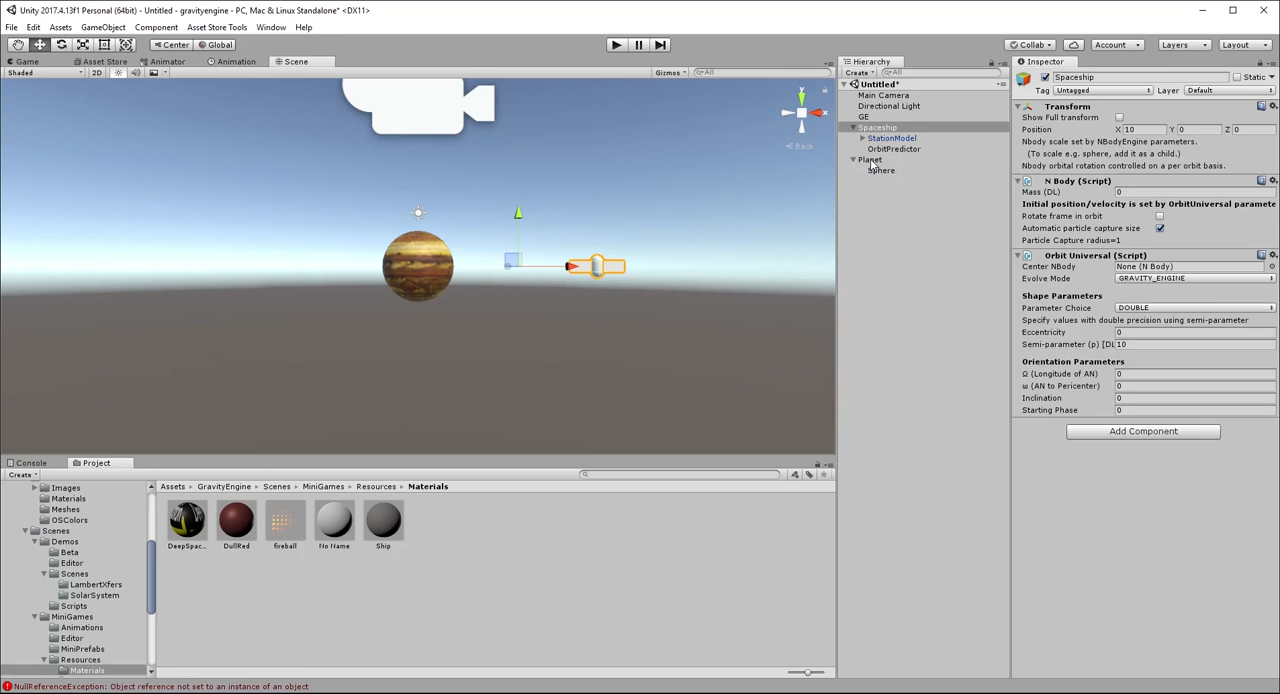 Unity 2017.4.13f1 Personal (64bit) - Untitled - gravityengine - PC, Mac & Linux Standalone* <DX11>
File Edit Assets GameObject Component Asset Store Tools Window Help
Center Global Collab Account Layers Layout
Game Asset Store Animator Animation Scene
Shaded 2D Gizmos All
y x
Back
Hierarchy
Create All
Untitled*
Main Camera
Directional Light
GE
Spaceship
StationModel
OrbitPredictor
Planet
Sphere
Inspector
Spaceship Static
Tag Untagged Layer Default
Transform
Show Full transform
Position X 10 Y 0 Z 0
Nbody scale set by NBodyEngine parameters.
(To scale e.g. sphere, add it as a child.)
Nbody orbital rotation controlled on a per orbit basis.
N Body (Script)
Mass (DL) 0
Initial position/velocity is set by OrbitUniversal paramete
Rotate frame in orbit
Automatic particle capture size
Particle Capture radius=1
Orbit Universal (Script)
Center NBody None (N Body)
Evolve Mode GRAVITY_ENGINE
Shape Parameters
Parameter Choice DOUBLE
Specify values with double precision using semi-parameter
Eccentricity 0
Semi-parameter (p) [DL 10
Orientation Parameters
Ω (Longitude of AN) 0
ω (AN to Pericenter) 0
Inclination 0
Starting Phase 0
Add Component
Console Project
Create
Images
Materials
Meshes
OSColors
Scenes
Demos
Beta
Editor
Scenes
LambertXfers
SolarSystem
Scripts
MiniGames
Animations
Editor
MiniPrefabs
Resources
Materials
Assets Gravity​Engine Scenes MiniGames Resources Materials
DeepSpac... DullRed fireball No Name Ship
NullReferenceException: Object reference not set to an instance of an object